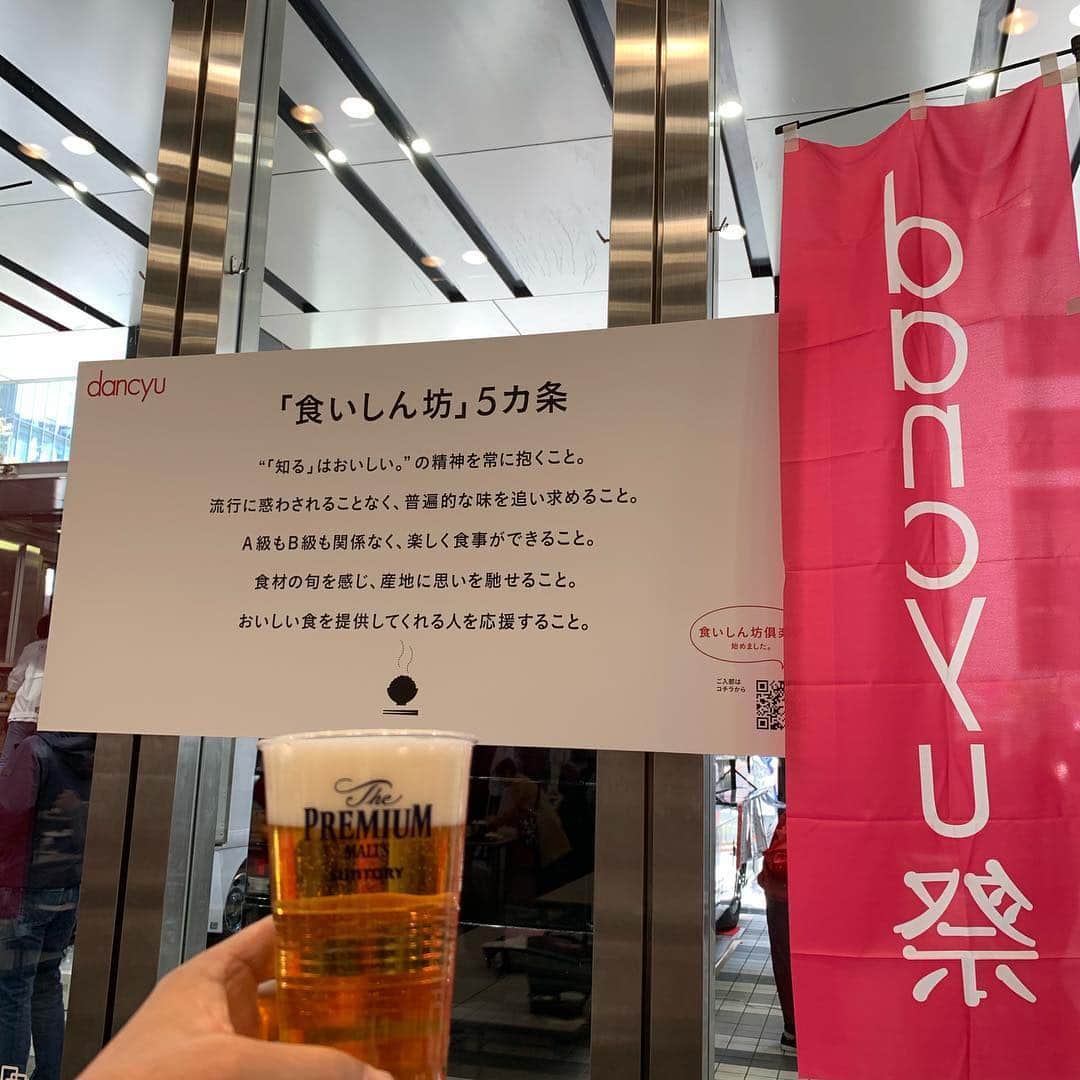 dancyu
「食いしん坊」5カ条
“「知る」はおいしい。”の精神を常に抱くこと。
流行に惑わされることなく、普遍的な味を追い求めること。
A級もB級も関係なく、楽しく食事ができること。
食材の旬を感じ、産地に思いを馳せること。
おいしい食を提供してくれる人を応援すること。
食いしん坊倶楽
始めました。
ご入部は
コチラから
dancyu祭
The
PREMIUM
MALT'S
SUNTORY